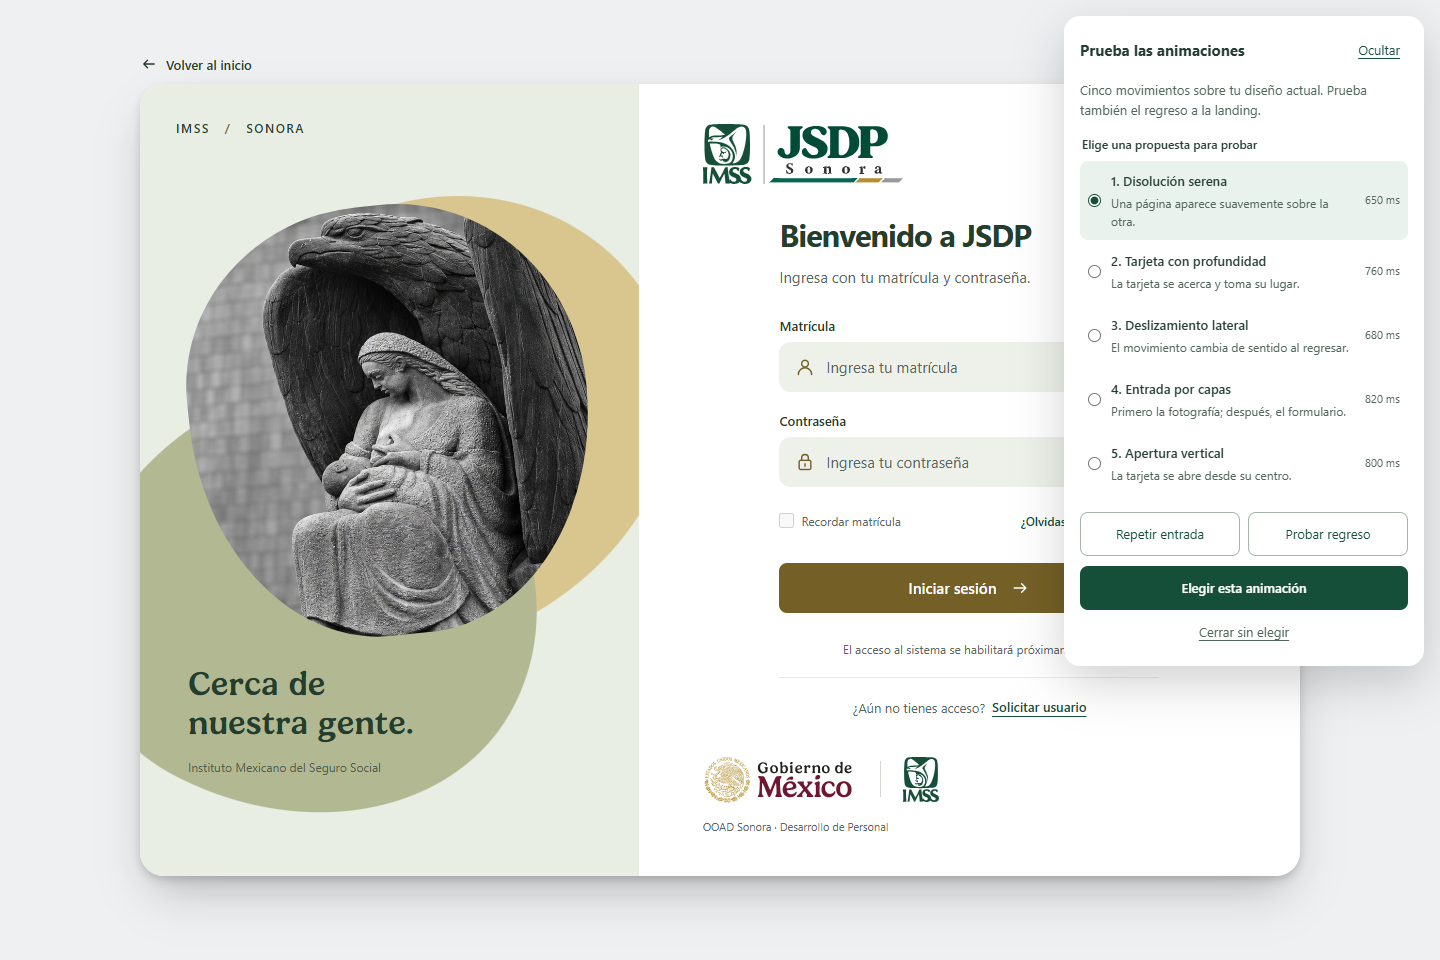 Volver al inicio
IMSS / SONORA
Cerca de
nuestra gente.
Instituto Mexicano del Seguro Social
IMSS
JSDP
Sonora
Bienvenido a JSDP
Ingresa con tu matrícula y contraseña.
Matrícula
Ingresa tu matrícula
Contraseña
Ingresa tu contraseña
Recordar matrícula
Iniciar sesión
El acceso al sistema se habilitará
¿Aún no tienes acceso? Solicitar usuario
Gobierno de
México
IMSS
OOAD Sonora · Desarrollo de Personal
Prueba las animaciones
Ocultar
Cinco movimientos sobre tu diseño actual. Prueba
también el regreso a la landing.
Elige una propuesta para probar
1. Disolución serena
Una página aparece suavemente sobre la
otra.
650 ms
2. Tarjeta con profundidad
La tarjeta se acerca y toma su lugar.
760 ms
3. Deslizamiento lateral
El movimiento cambia de sentido al regresar.
680 ms
4. Entrada por capas
Primero la fotografía; después, el formulario.
820 ms
5. Apertura vertical
La tarjeta se abre desde su centro.
800 ms
Repetir entrada
Probar regreso
Elegir esta animación
Cerrar sin elegir